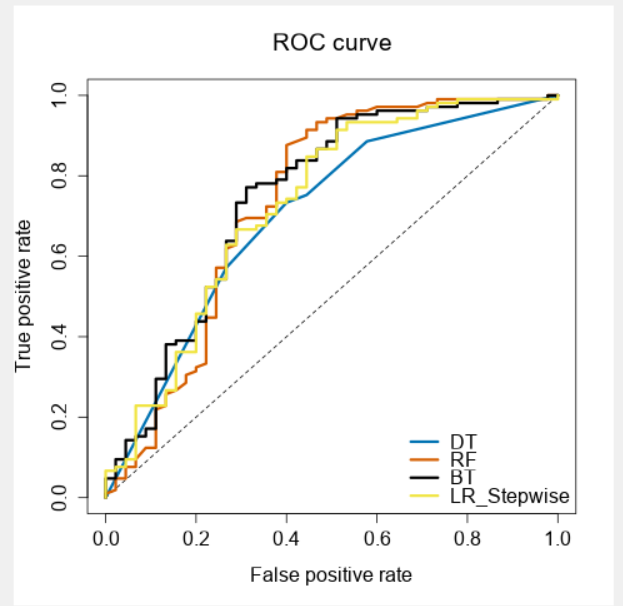 ROC curve
1.0
0.8
0.6
0.4
0.2
0.0
True positive rate
DT
RF
BT
LR_Stepwise
0.0 0.2 0.4 0.6 0.8 1.0
False positive rate